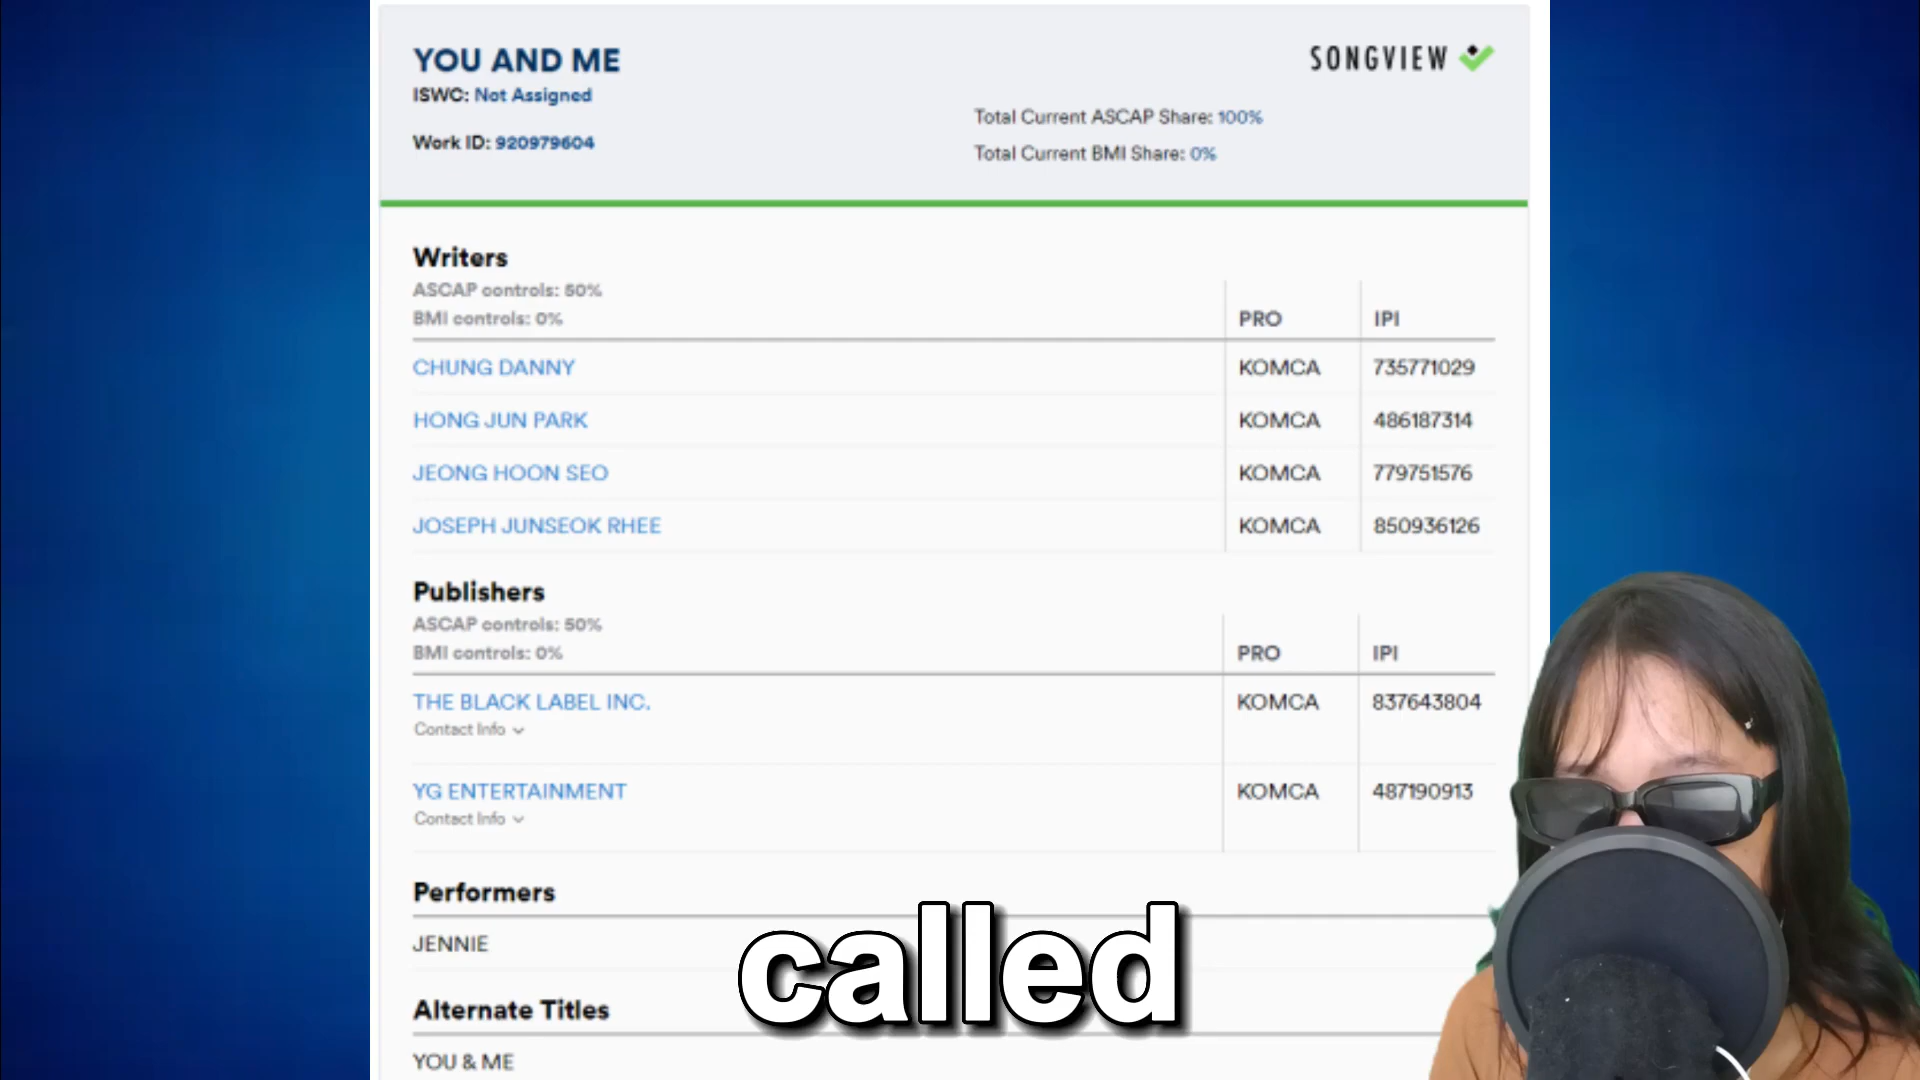 YOU AND ME
SONGVIEW
ISWC: Not Assigned
Total Current ASCAP Share: 100%
Work ID: 920979604
Total Current BMI Share: 0%
Writers
ASCAP controls: 50%
BMI controls: 0%
PRO IPI
CHUNG DANNY KOMCA 735771029
HONG JUN PARK KOMCA 486187314
JEONG HOON SEO KOMCA 779751576
JOSEPH JUNSEOK RHEE KOMCA 850936126
Publishers
ASCAP controls: 50%
BMI controls: 0%
PRO IPI
THE BLACK LABEL INC. KOMCA 837643804
Contact Info
YG ENTERTAINMENT KOMCA 487190913
Contact Info
Performers
JENNIE
called
Alternate Titles
YOU & ME